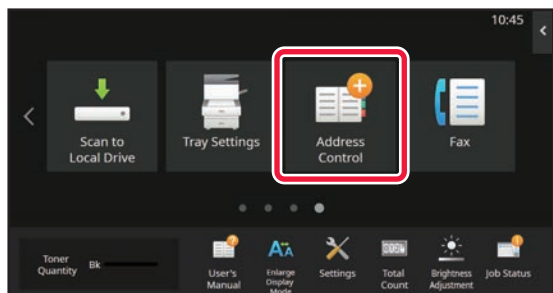 10:45
Scan to
Local Drive
Tray Settings
Address
Control
Fax
Toner
Quantity
Bk
User's
Manual
Enlarge
Display
Mode
Settings
Total
Count
Brightness
Adjustment
Job Status